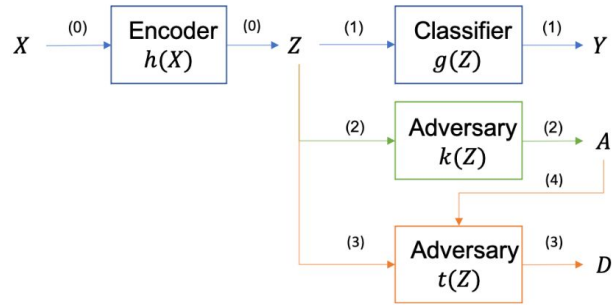 X (0) Encoder (0) Z (1) Classifier (1) Y
h(X) g(Z)
(2) Adversary (2) A
k(Z)
(4)
(3) Adversary (3) D
t(Z)